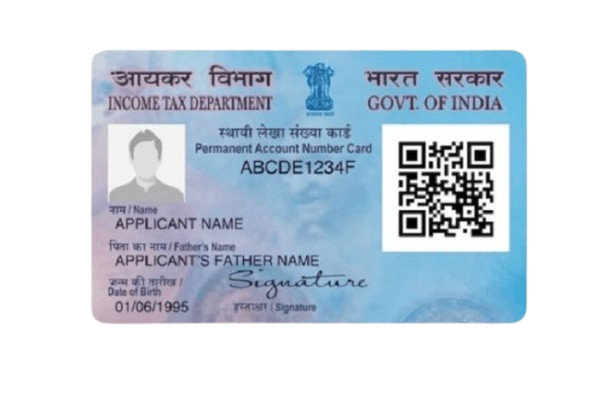 आयकर विभाग
INCOME TAX DEPARTMENT
भारत सरकार
GOVT. OF INDIA
स्थायी लेखा संख्या कार्ड
Permanent Account Number Card
ABCDE1234F
नाम / Name
APPLICANT NAME
पिता का नाम / Father's Name
APPLICANT'S FATHER NAME
जन्म की तारीख /
Date of Birth
01/06/1995
Signature
हस्ताक्षर / Signature